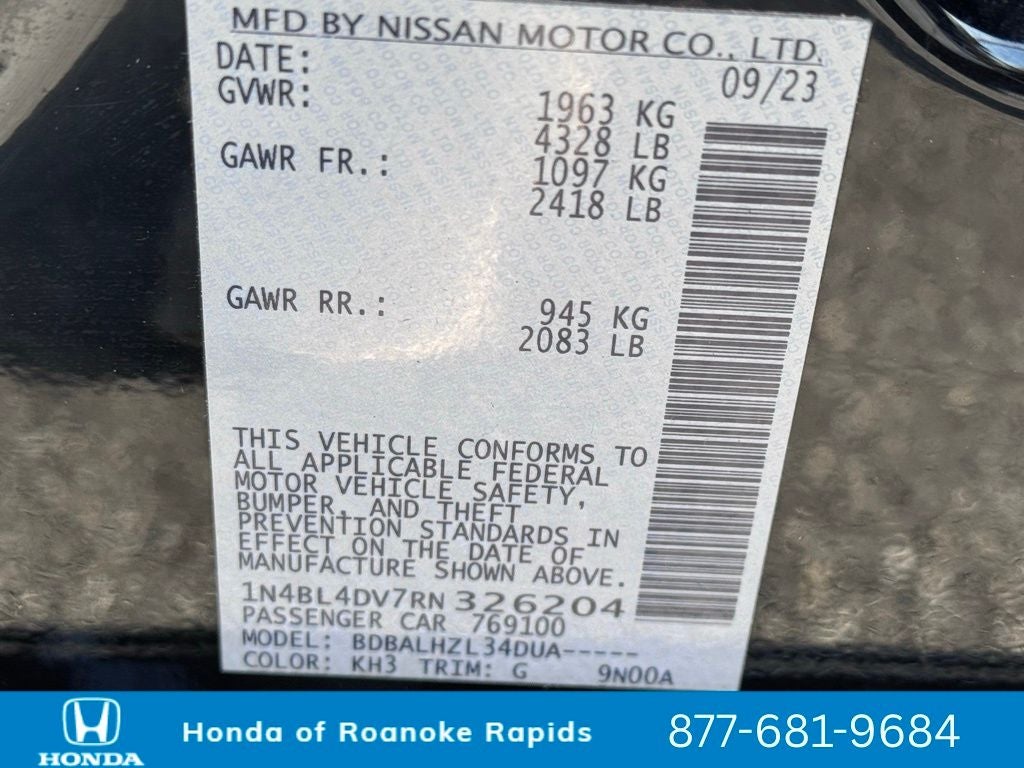 MFD BY NISSAN MOTOR CO., LTD.
DATE: 09/23
GVWR: 1963 KG
4328 LB
GAWR FR.: 1097 KG
2418 LB
GAWR RR.: 945 KG
2083 LB
THIS VEHICLE CONFORMS TO
ALL APPLICABLE FEDERAL
MOTOR VEHICLE SAFETY,
BUMPER, AND THEFT
PREVENTION STANDARDS IN
EFFECT ON THE DATE OF
MANUFACTURE SHOWN ABOVE.
1N4BL4DV7RN 326204
PASSENGER CAR 769100
MODEL: BDBALHZL34DUA-----
COLOR: KH3 TRIM: G 9N00A
HONDA
Honda of Roanoke Rapids
877-681-9684